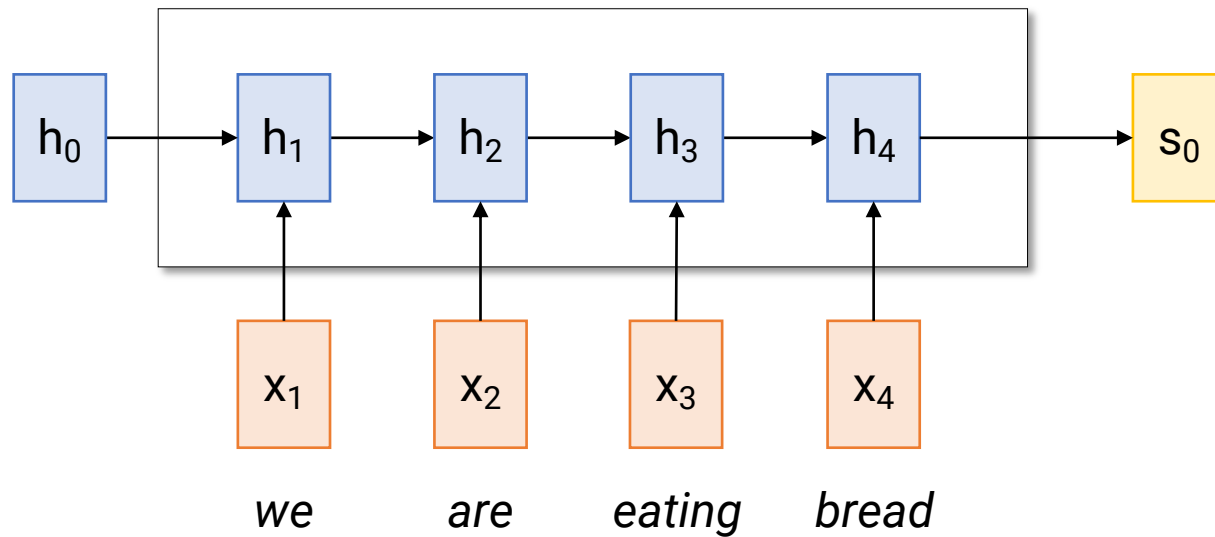 h₀ h₁ h₂ h₃ h₄ s₀
x₁ x₂ x₃ x₄
we are eating bread